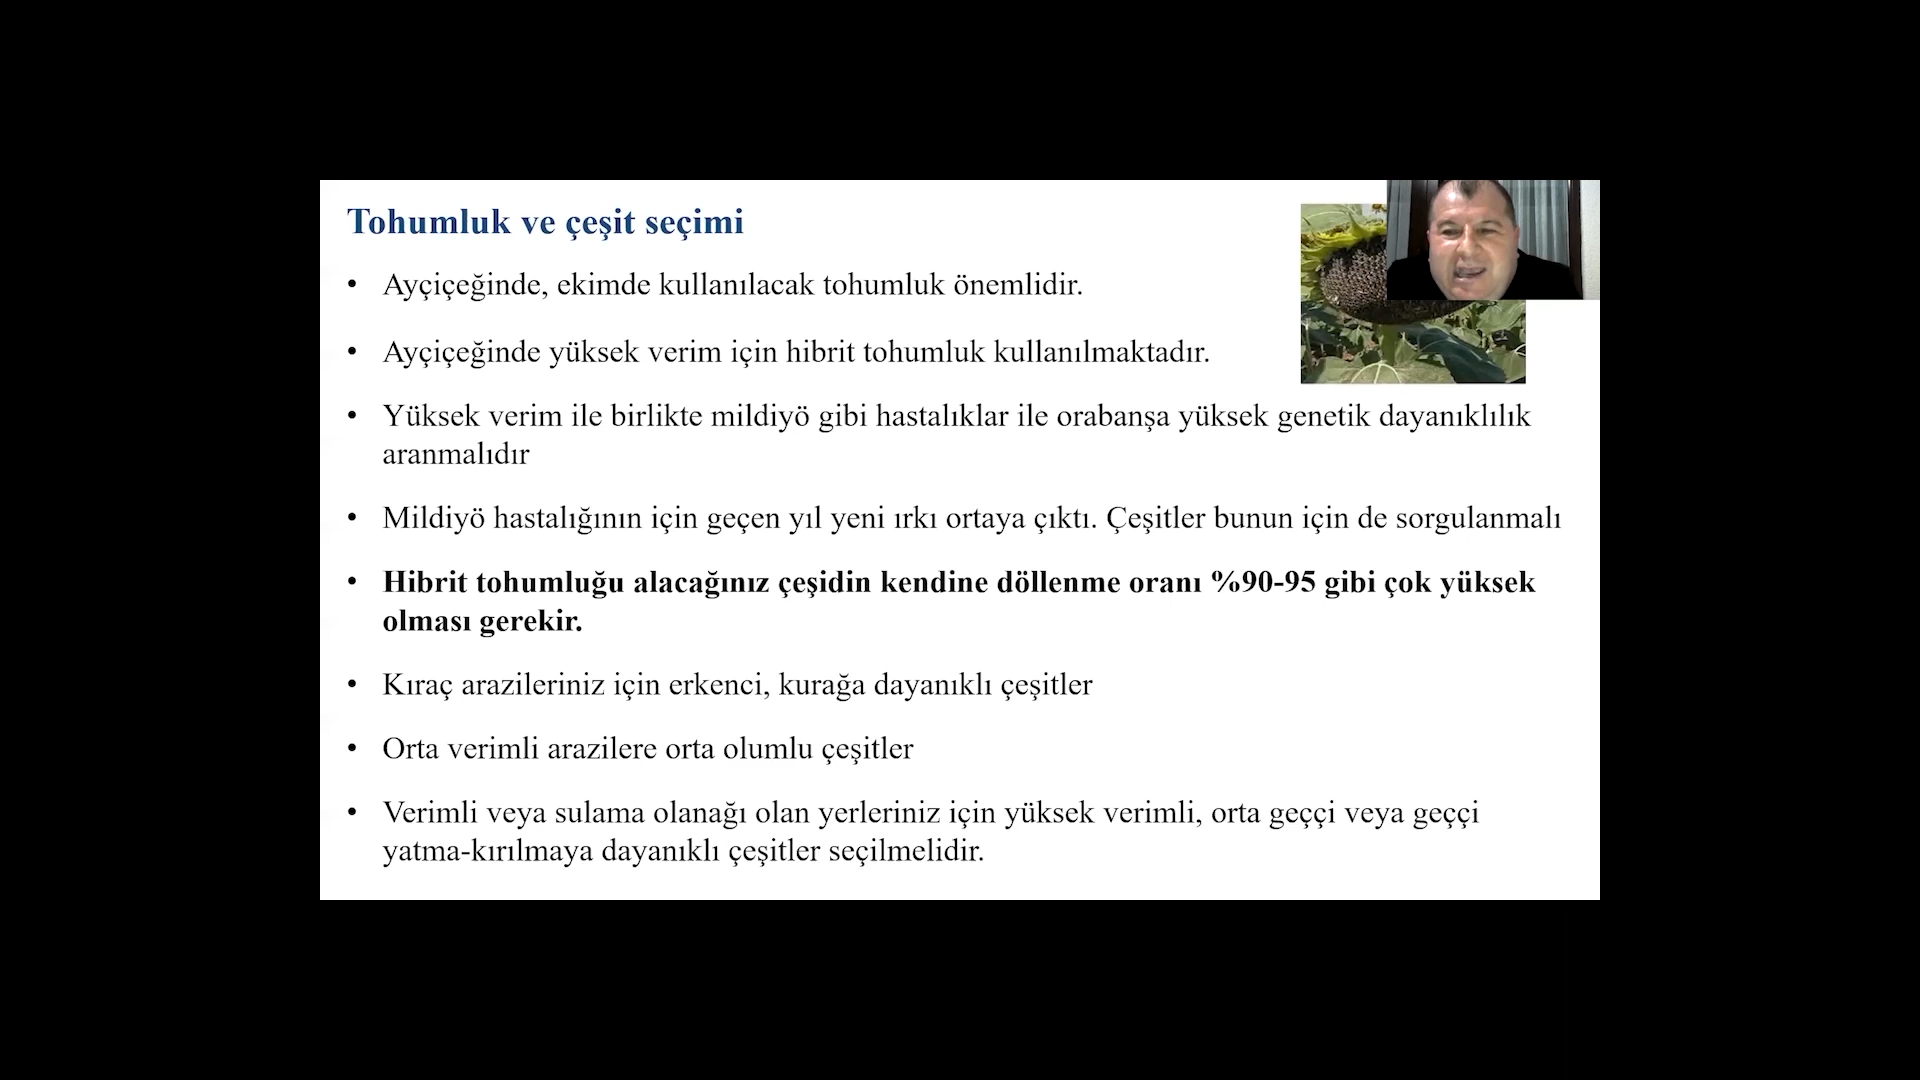 Tohumluk ve çeşit seçimi
• Ayçiçeğinde, ekimde kullanılacak tohumluk önemlidir.
• Ayçiçeğinde yüksek verim için hibrit tohumluk kullanılmaktadır.
• Yüksek verim ile birlikte mildiyö gibi hastalıklar ile orabanşa yüksek genetik dayanıklılık
aranmalıdır
• Mildiyö hastalığının için geçen yıl yeni ırkı ortaya çıktı. Çeşitler bunun için de sorgulanmalı
• Hibrit tohumluğu alacağınız çeşidin kendine döllenme oranı %90-95 gibi çok yüksek
olması gerekir.
• Kıraç arazileriniz için erkenci, kurağa dayanıklı çeşitler
• Orta verimli arazilere orta olumlu çeşitler
• Verimli veya sulama olanağı olan yerleriniz için yüksek verimli, orta geççi veya geççi
yatma-kırılmaya dayanıklı çeşitler seçilmelidir.